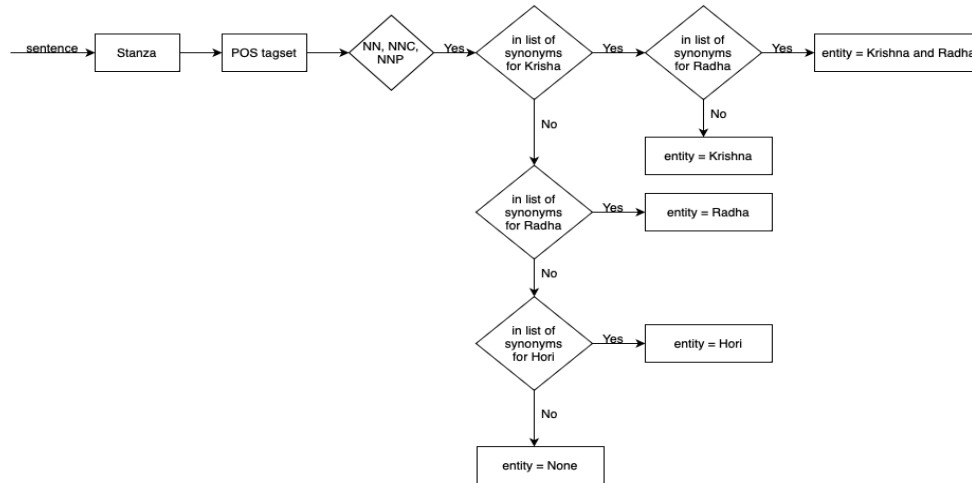 sentence
Stanza
POS tagset
NN, NNC,
NNP
Yes
in list of
synonyms
for Krisha
Yes
in list of
synonyms
for Radha
Yes
entity = Krishna and Radha
No
No
entity = Krishna
in list of
synonyms
for Radha
Yes
entity = Radha
No
in list of
synonyms
for Hori
Yes
entity = Hori
No
entity = None